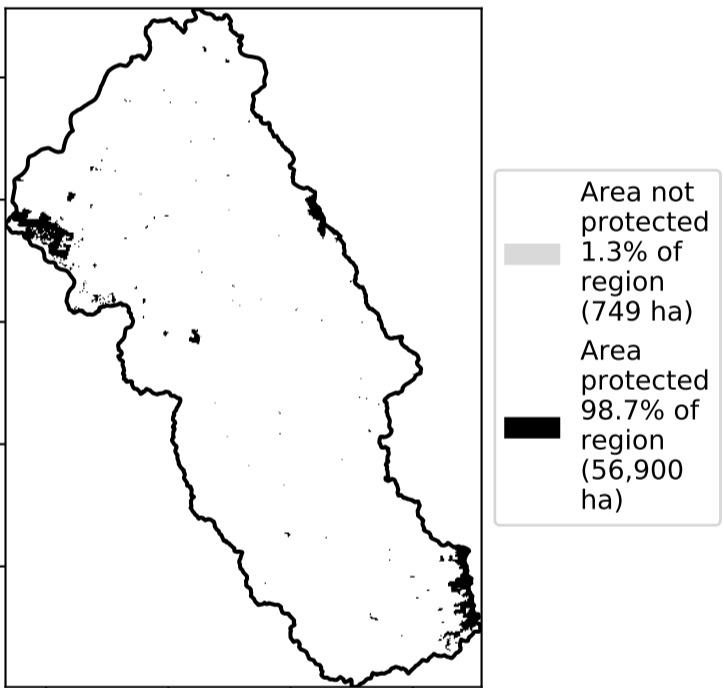 Area not
protected
1.3% of
region
(749 ha)
Area
protected
98.7% of
region
(56,900
ha)